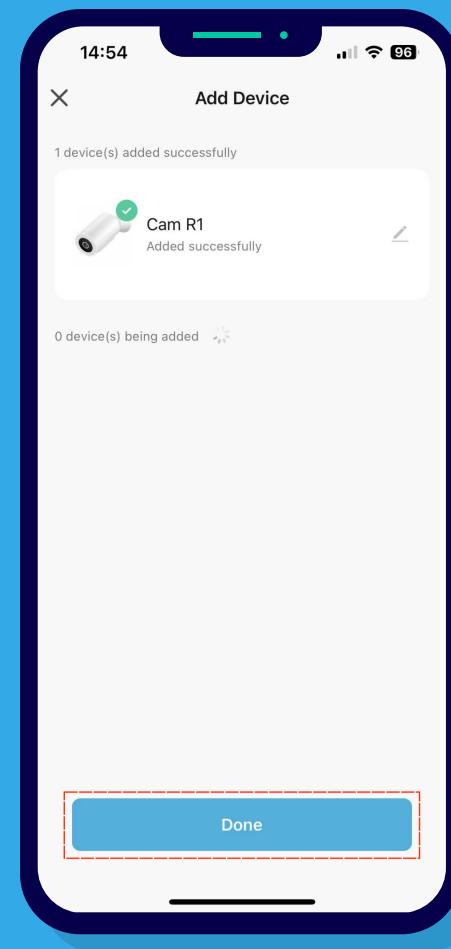 14:54
96
Add Device
1 device(s) added successfully
Cam R1
Added successfully
0 device(s) being added
Done